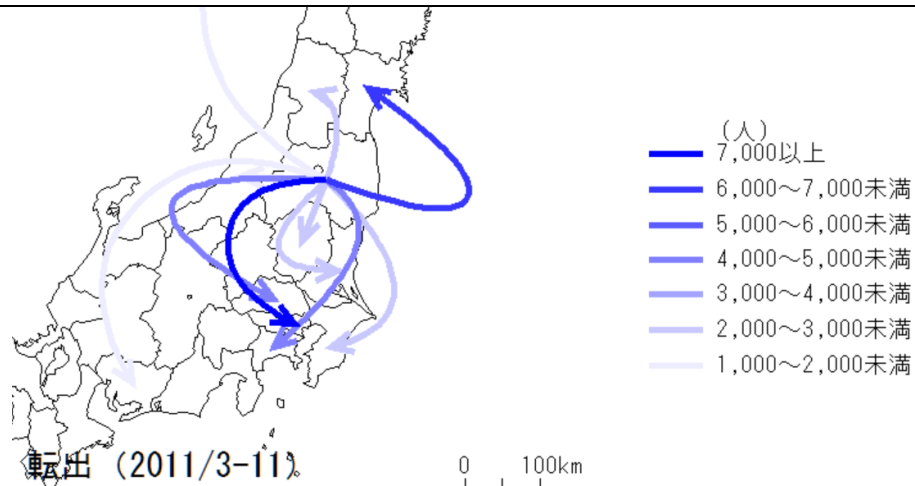 (人)
7,000以上
6,000～7,000未満
5,000～6,000未満
4,000～5,000未満
3,000～4,000未満
2,000～3,000未満
1,000～2,000未満
F
転出 (2011/3-11)。
0 100km